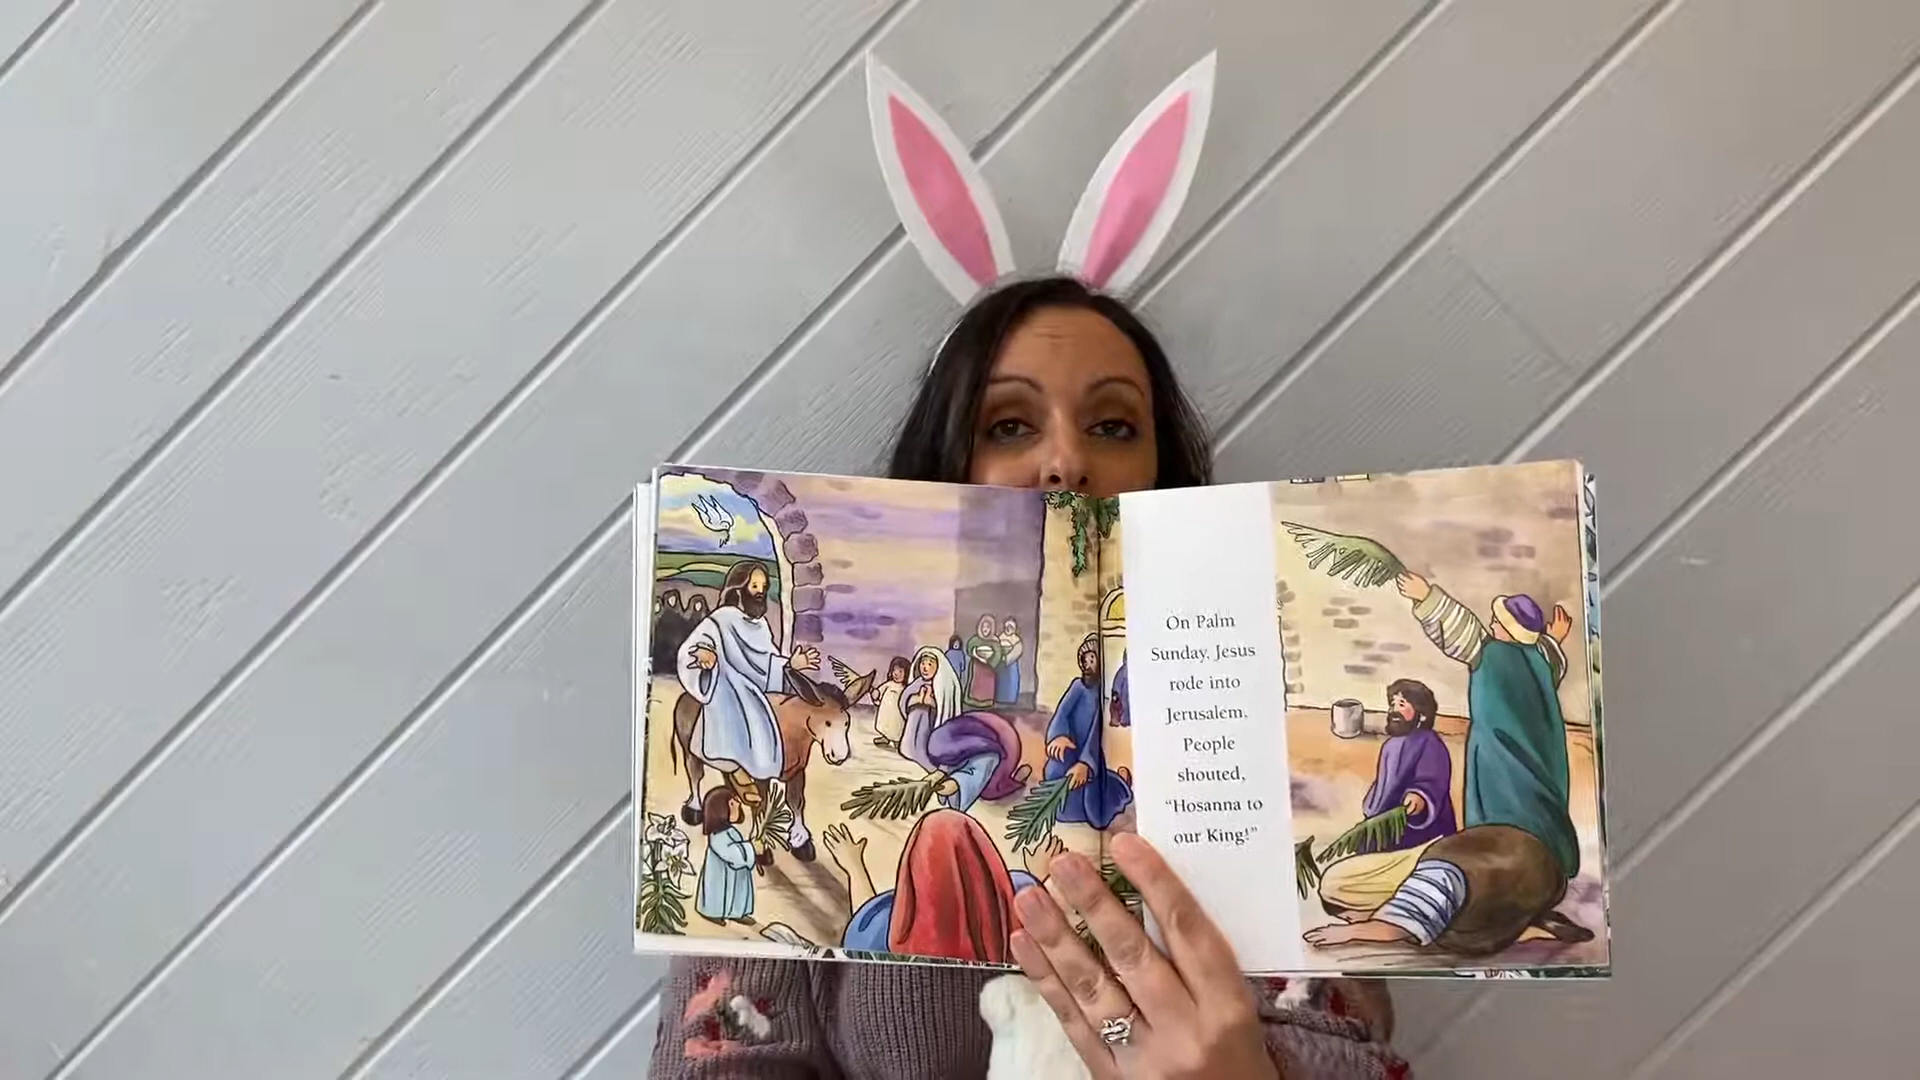 On Palm
Sunday, Jesus
rode into
Jerusalem.
People
shouted,
“Hosanna to
our King!”